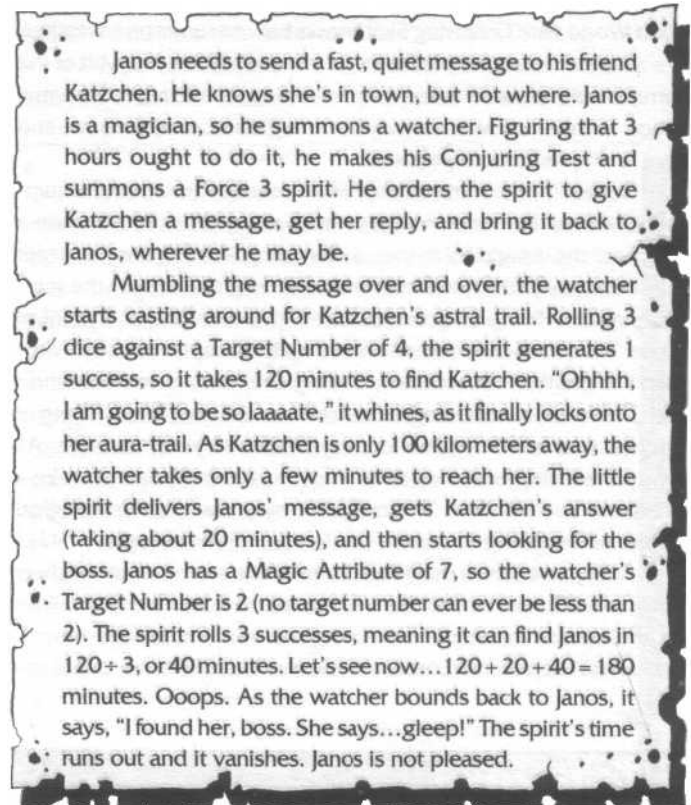 Janos needs to send a fast, quiet message to his friend
Katzchen. He knows she's in town, but not where. Janos
is a magician, so he summons a watcher. Figuring that 3
hours ought to do it, he makes his Conjuring Test and
summons a Force 3 spirit. He orders the spirit to give
Katzchen a message, get her reply, and bring it back to
Janos, wherever he may be.
Mumbling the message over and over, the watcher
starts casting around for Katzchen's astral trail. Rolling 3
dice against a Target Number of 4, the spirit generates 1
success, so it takes 120 minutes to find Katzchen. "Ohhhh,
I am going to be so laaaate," it whines, as it finally locks onto
her aura-trail. As Katzchen is only 100 kilometers away, the
watcher takes only a few minutes to reach her. The little
spirit delivers Janos' message, gets Katzchen's answer
(taking about 20 minutes), and then starts looking for the
boss. Janos has a Magic Attribute of 7, so the watcher's
Target Number is 2 (no target number can ever be less than
2). The spirit rolls 3 successes, meaning it can find Janos in
120 ÷ 3, or 40 minutes. Let's see now…120 + 20 + 40 = 180
minutes. Ooops. As the watcher bounds back to Janos, it
says, "I found her, boss. She says…gleep!" The spirit's time
runs out and it vanishes. Janos is not pleased.